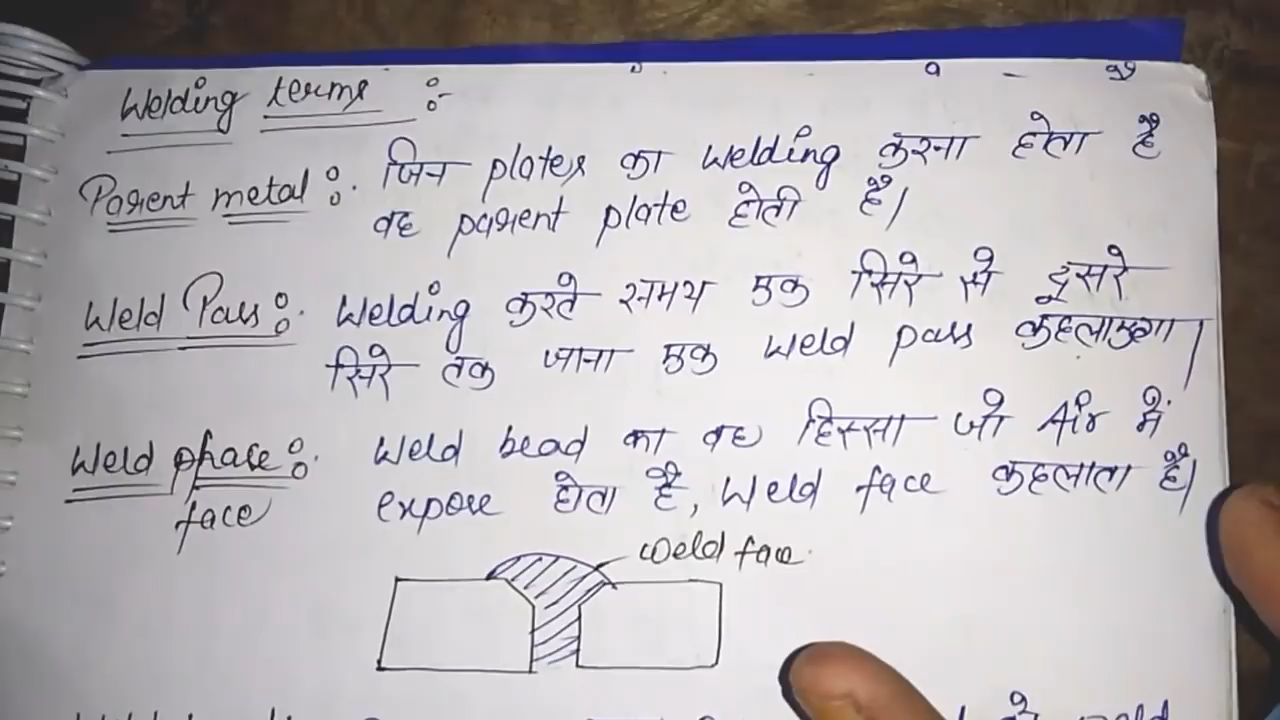 Welding terms :-
Parent metal :. जिन plates का welding करना होता है
वह parent plate होती है।
Weld Pass :. Welding करते समय एक सिरे से दूसरे
सिरे तक जाना एक weld pass कहलाएगा।
Weld phase :. Weld bead का वह हिस्सा जो Air में
face expose होता है, Weld face कहलाता है।
Weld face.